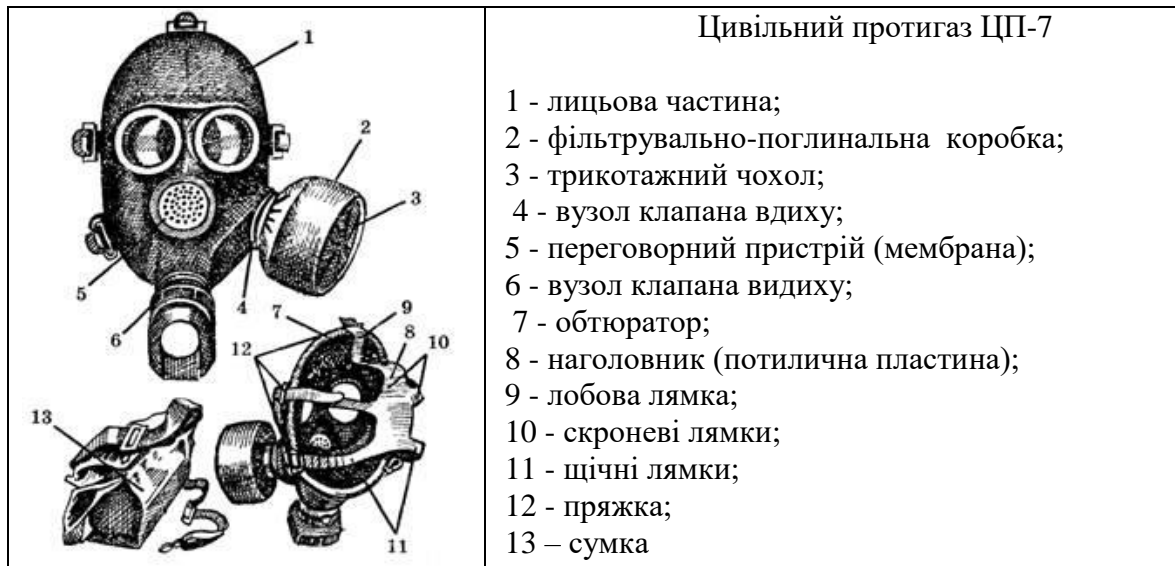 1
2
3
4
5
6
7
8
9
10
11
12
13
Цивільний протигаз ЦП-7
1 - лицьова частина;
2 - фільтрувально-поглинальна коробка;
3 - трикотажний чохол;
4 - вузол клапана вдиху;
5 - переговорний пристрій (мембрана);
6 - вузол клапана видиху;
7 - обтюратор;
8 - наголовник (потилична пластина);
9 - лобова лямка;
10 - скроневі лямки;
11 - щічні лямки;
12 - пряжка;
13 – сумка